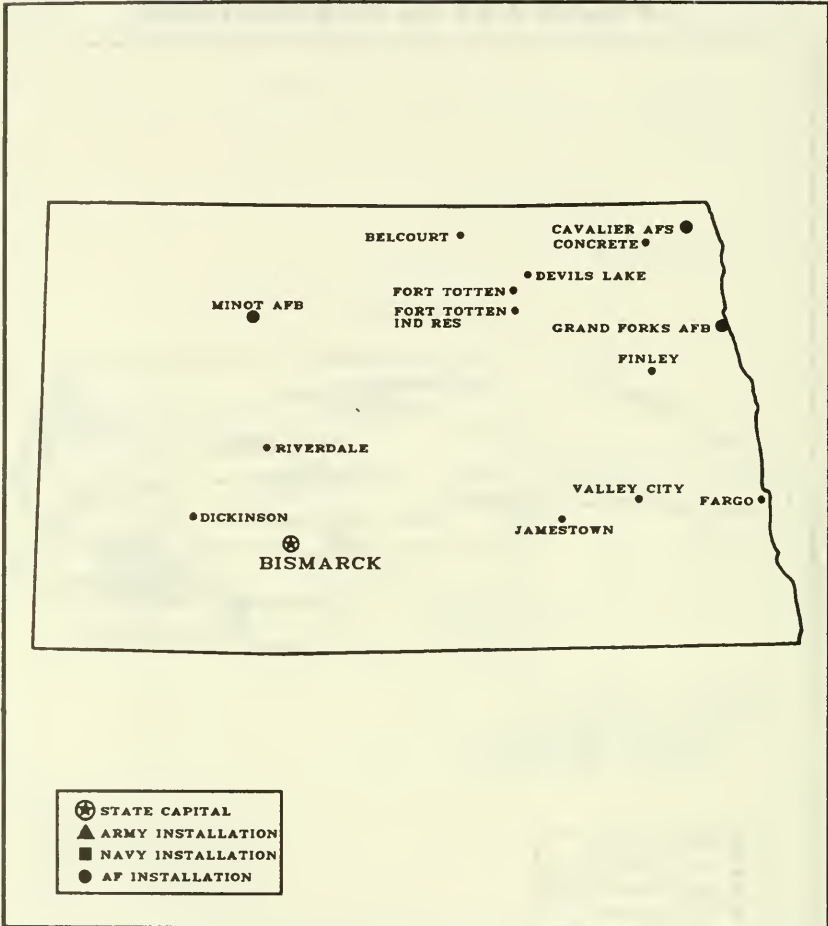 BELCOURT
CAVALIER AFS
CONCRETE
DEVILS LAKE
FORT TOTTEN
FORT TOTTEN
IND RES
MINOT AFB
GRAND FORKS AFB
FINLEY
RIVERDALE
VALLEY CITY
FARGO
DICKINSON
JAMESTOWN
BISMARCK
STATE CAPITAL
ARMY INSTALLATION
NAVY INSTALLATION
AF INSTALLATION